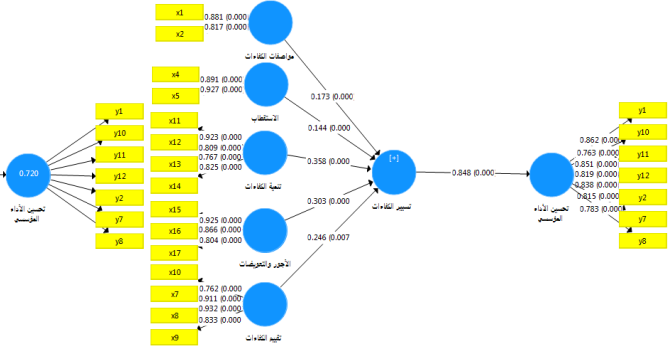 0.720
تحسين الأداء
المؤسسي
y1
y10
y11
y12
y2
y7
y8
x1
x2
0.881 (0.000
0.817 (0.000
مواصفات الكفاءات
x4
x5
0.891 (0.000
0.927 (0.000
الاستقطاب
x11
x12
x13
x14
0.923 (0.000
0.809 (0.000
0.767 (0.000
0.825 (0.000
تنمية الكفاءات
x15
x16
x17
0.925 (0.000
0.866 (0.000
0.804 (0.000
الأجور والتعويضات
x10
x7
x8
x9
0.762 (0.000
0.911 (0.000
0.932 (0.000
0.833 (0.000
تقييم الكفاءات
0.173 (0.000
0.144 (0.000
0.358 (0.000
0.303 (0.000
0.246 (0.007
[+]
تسيير الكفاءات
0.848 (0.000
تحسين الأداء
المؤسسي
0.862 (0.000
0.763 (0.000
0.851 (0.000
0.819 (0.000
0.838 (0.000
0.815 (0.000
0.783 (0.000
y1
y10
y11
y12
y2
y7
y8